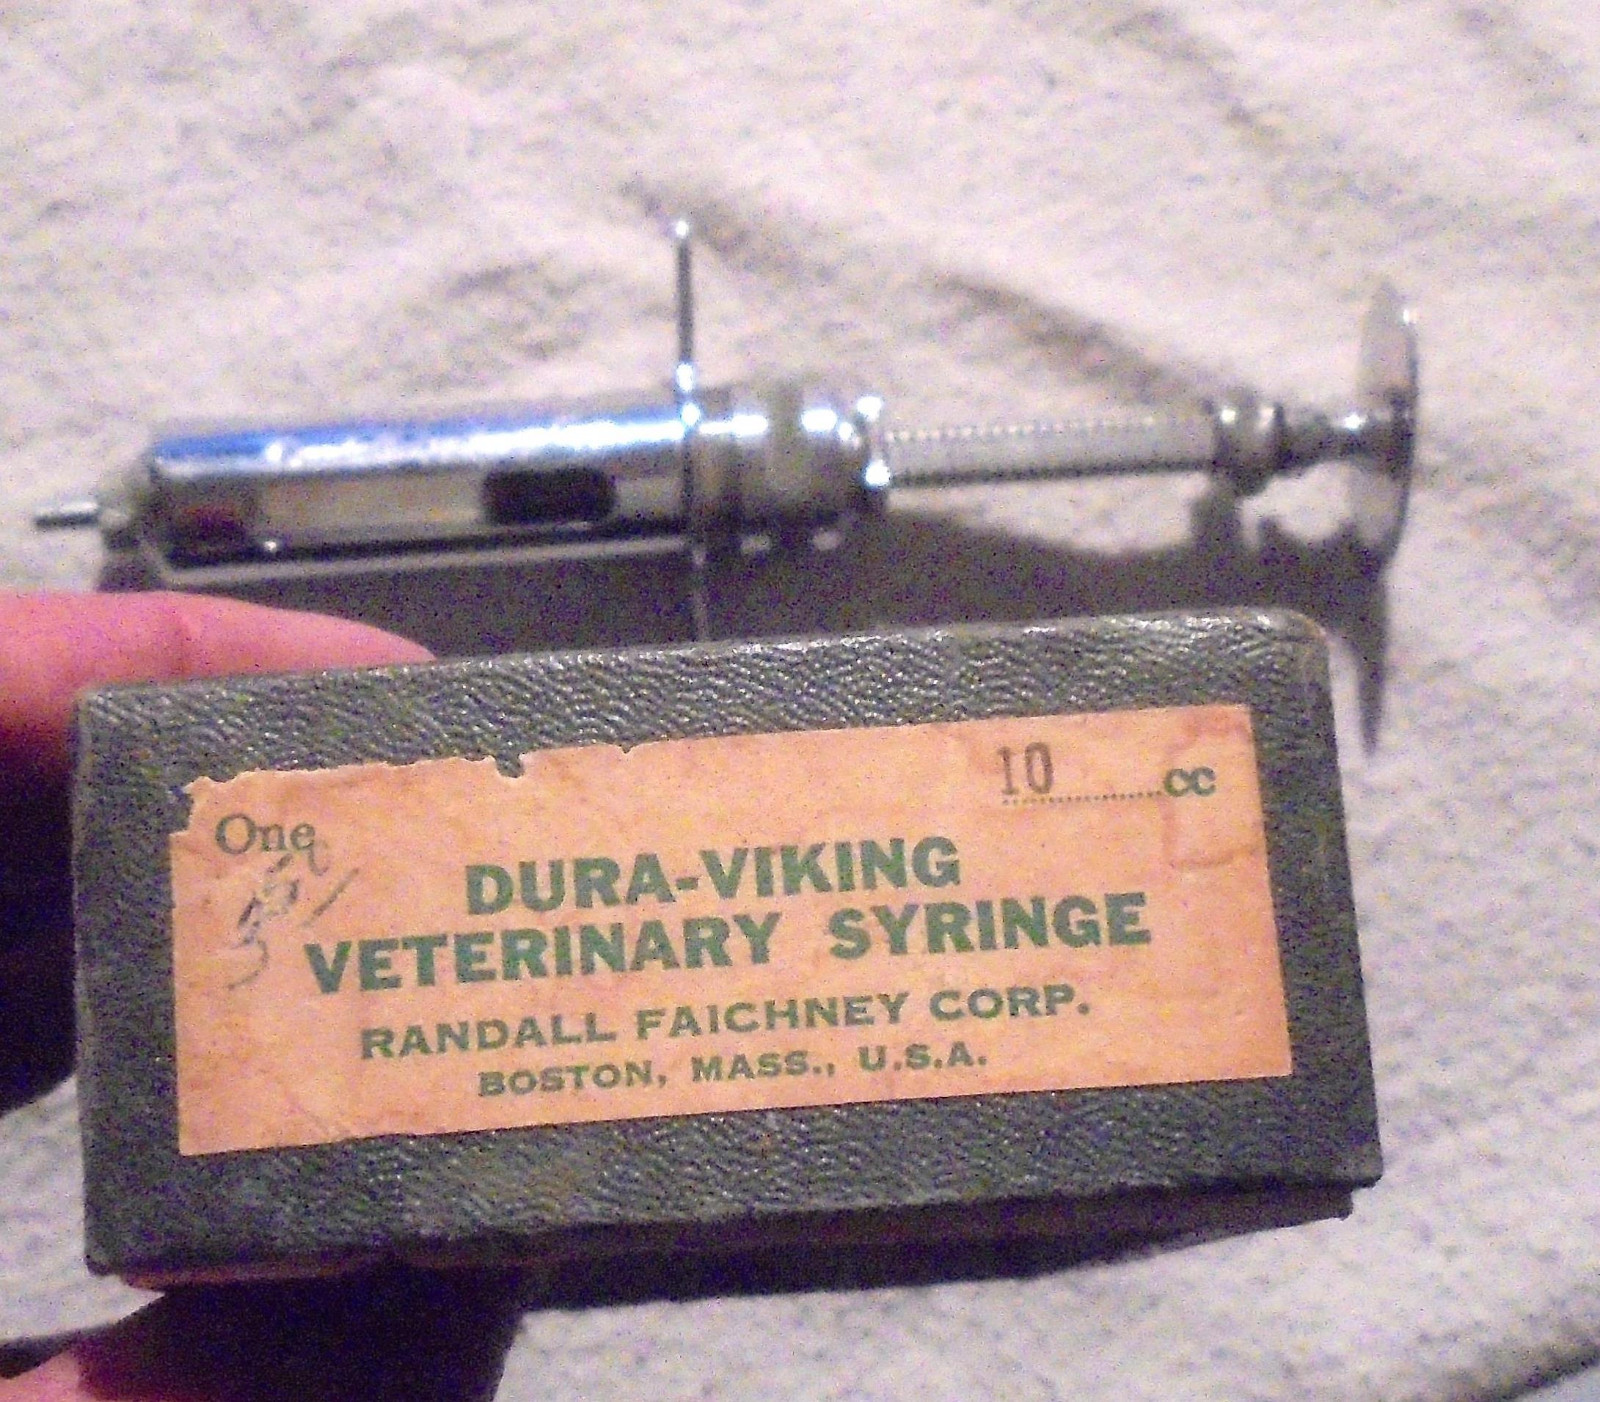 One
10 cc
DURA-VIKING
VETERINARY SYRINGE
RANDALL FAICHNEY CORP.
BOSTON, MASS., U.S.A.